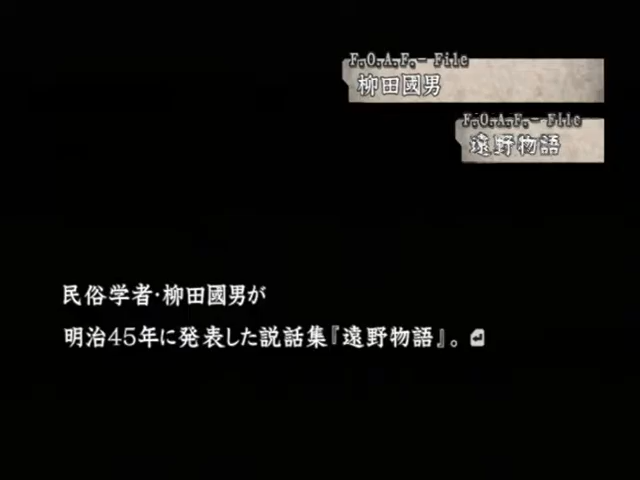 F.O.A.F.- File
柳田國男
F.O.A.F.- File
遠野物語
民俗学者・柳田國男が
明治45年に発表した説話集『遠野物語』。